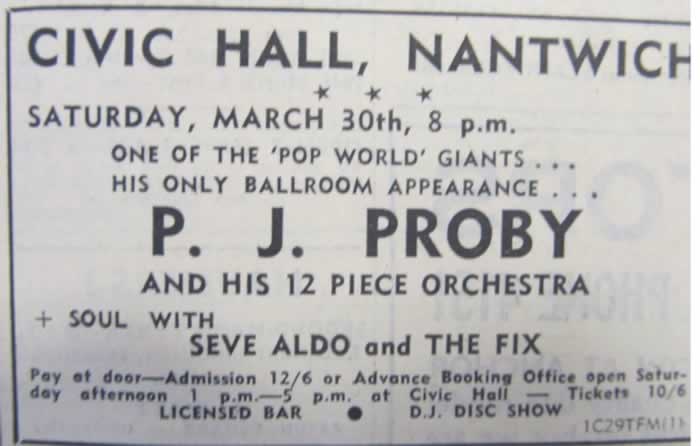 CIVIC HALL, NANTWICH
★ ★ ★
SATURDAY, MARCH 30th, 8 p.m.
ONE OF THE 'POP WORLD' GIANTS . . .
HIS ONLY BALLROOM APPEARANCE . . .
P. J. PROBY
AND HIS 12 PIECE ORCHESTRA
+ SOUL WITH
SEVE ALDO and THE FIX
Pay at door—Admission 12/6 or Advance Booking Office open Satur-
day afternoon 1 p.m.—5 p.m. at Civic Hall — Tickets 10/6
LICENSED BAR ● D.J. DISC SHOW
1C29TFM(1)